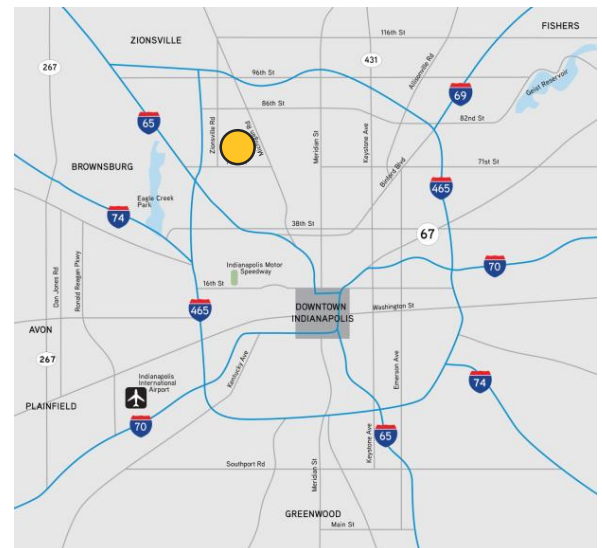 116th St
FISHERS
ZIONSVILLE
431
Allisonville Rd
267
96th St
Geist Reservoir
69
86th St
82nd St
65
Zionsville Rd
Michigan Rd
Meridian St
Keystone Ave
Binford Blvd
71st St
BROWNSBURG
465
Eagle Creek
Park
74
38th St
67
Indianapolis Motor
Speedway
70
Dan Jones Rd
Ronald Reagan Pkwy
16th St
465
DOWNTOWN
INDIANAPOLIS
Washington St
AVON
267
Kentucky Ave
Emerson Ave
Indianapolis
International
Airport
74
PLAINFIELD
70
Keystone Ave
65
Southport Rd
Meridian St
GREENWOOD
Main St